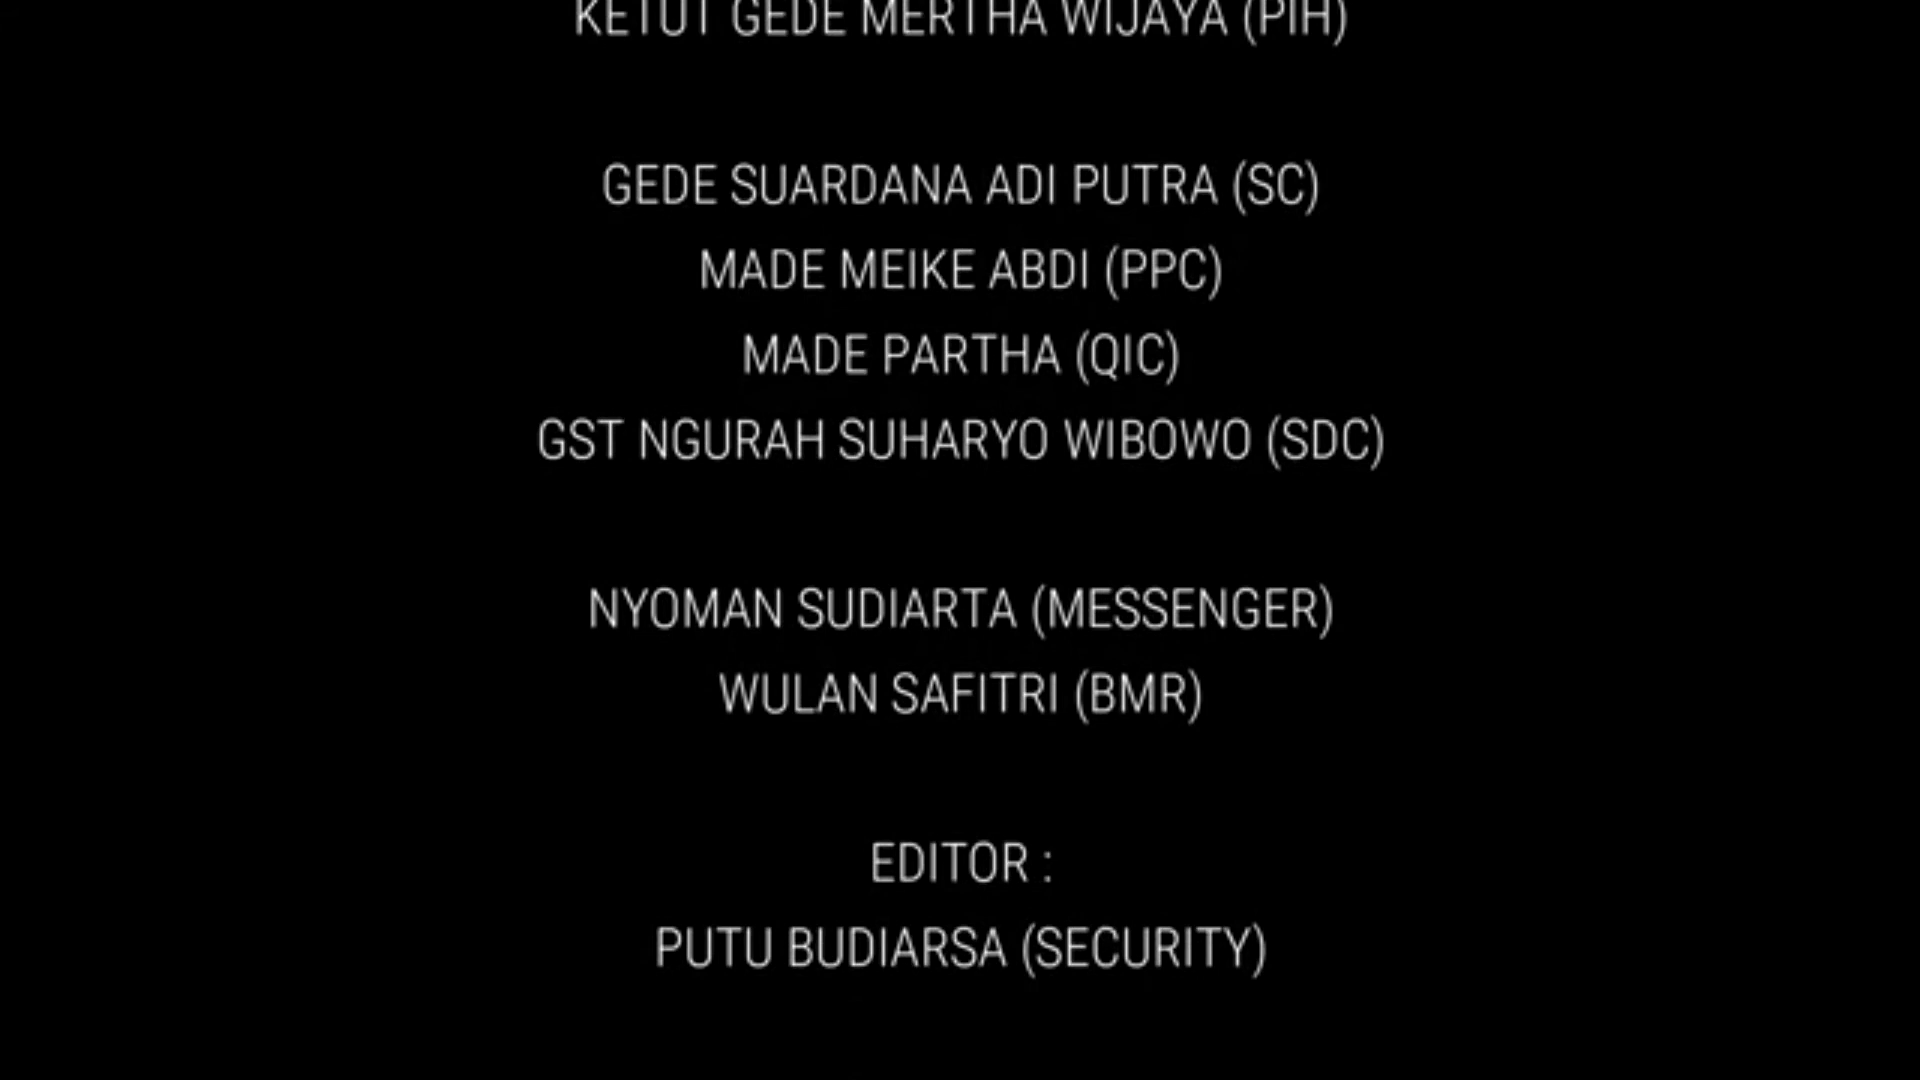 KETUT GEDE MERTHA WIJAYA (PIH)
GEDE SUARDANA ADI PUTRA (SC)
MADE MEIKE ABDI (PPC)
MADE PARTHA (QIC)
GST NGURAH SUHARYO WIBOWO (SDC)
NYOMAN SUDIARTA (MESSENGER)
WULAN SAFITRI (BMR)
EDITOR :
PUTU BUDIARSA (SECURITY)